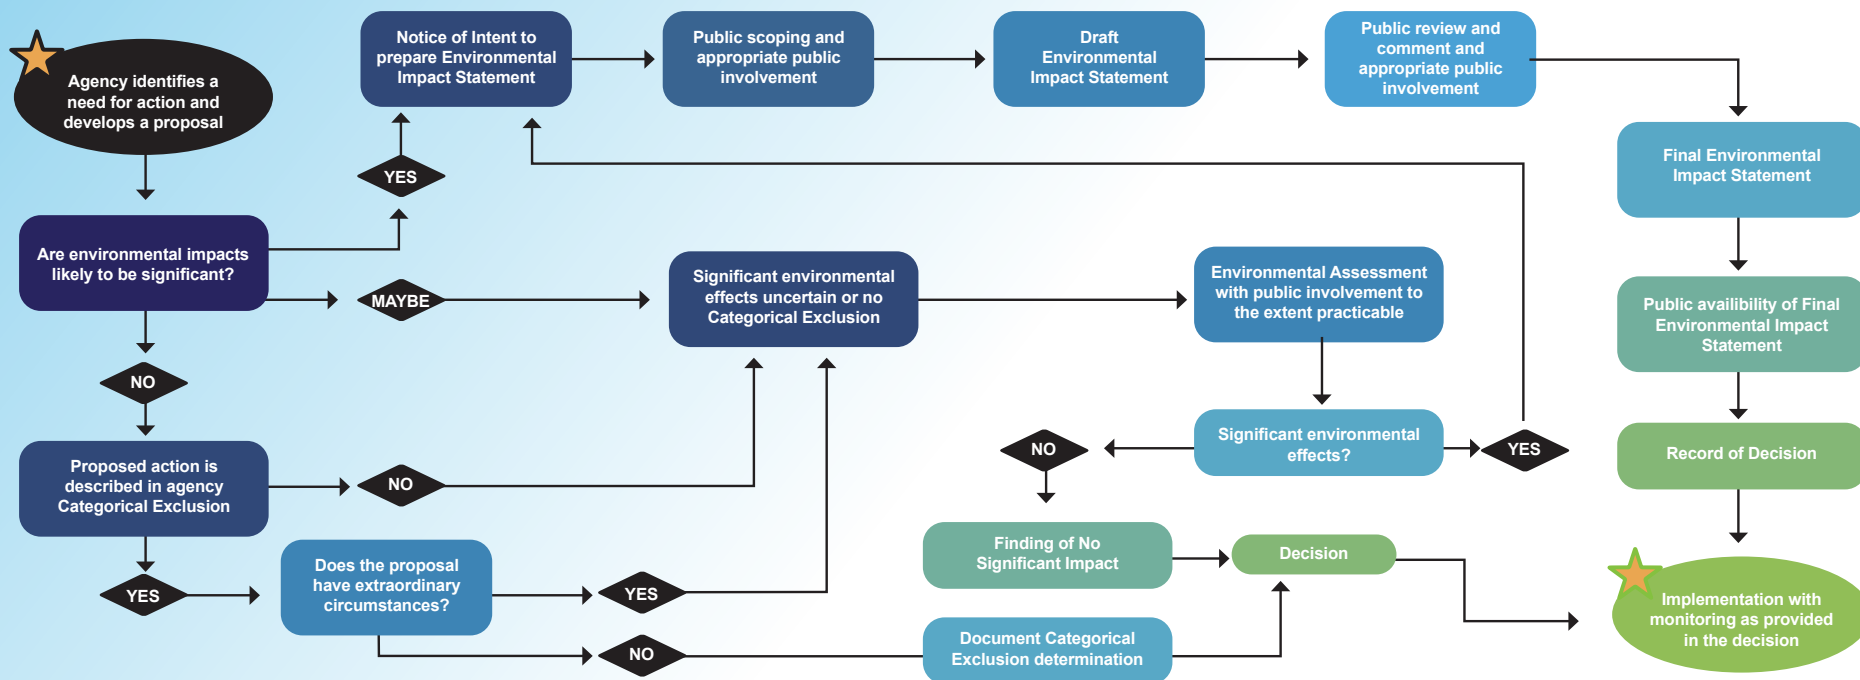 Agency identifies a
need for action and
develops a proposal
Notice of Intent to
prepare Environmental
Impact Statement
Public scoping and
appropriate public
involvement
Draft
Environmental
Impact Statement
Public review and
comment and
appropriate public
involvement
YES
Final Environmental
Impact Statement
Are environmental impacts
likely to be significant?
MAYBE
Significant environmental
effects uncertain or no
Categorical Exclusion
Environmental Assessment
with public involvement to
the extent practicable
Public availibility of Final
Environmental Impact
Statement
NO
Proposed action is
described in agency
Categorical Exclusion
NO
NO
Significant environmental
effects?
YES
Record of Decision
YES
Does the proposal
have extraordinary
circumstances?
YES
Finding of No
Significant Impact
Decision
NO
Document Categorical
Exclusion determination
Implementation with
monitoring as provided
in the decision